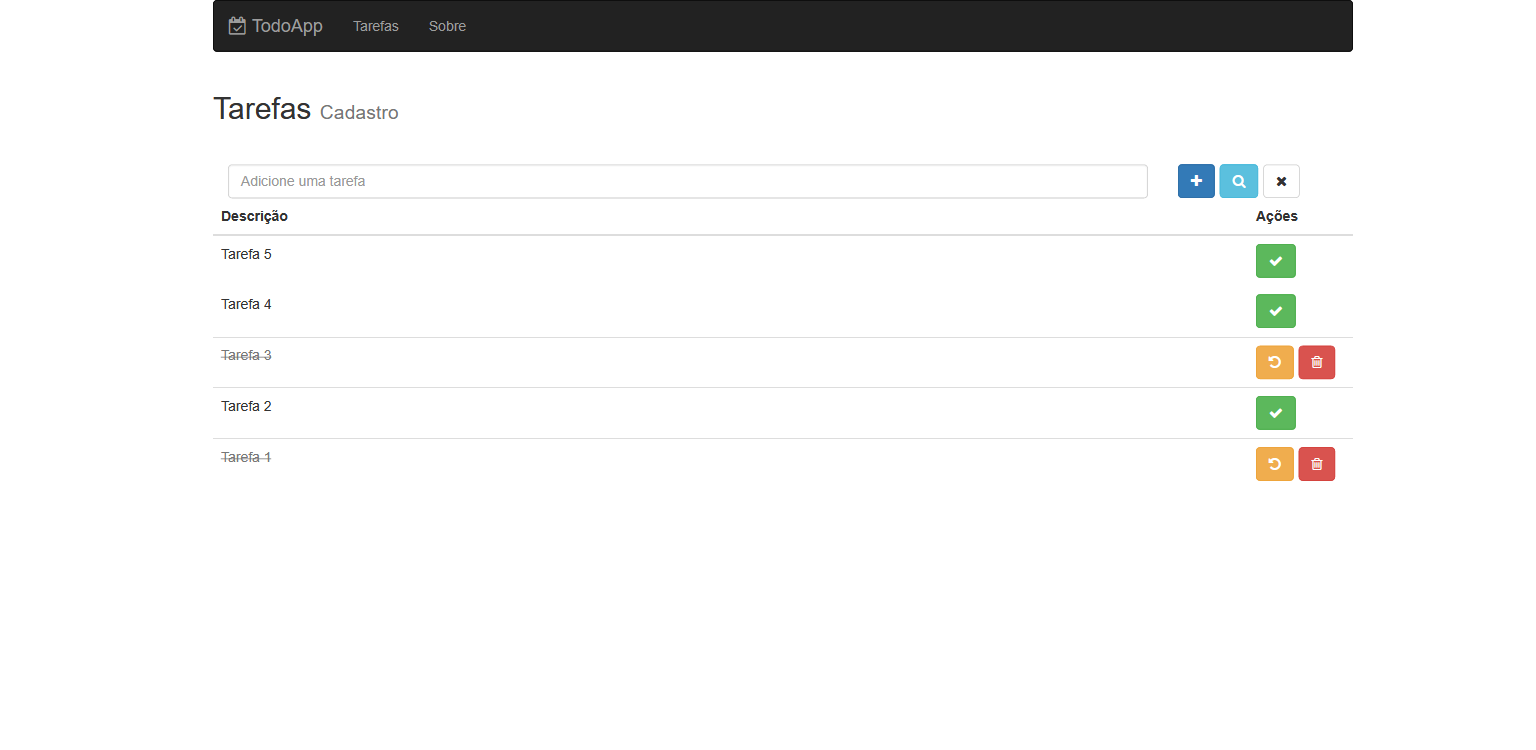 TodoApp Tarefas Sobre
Tarefas Cadastro
Adicione uma tarefa
Descrição Ações
Tarefa 5
Tarefa 4
Tarefa 3
Tarefa 2
Tarefa 1